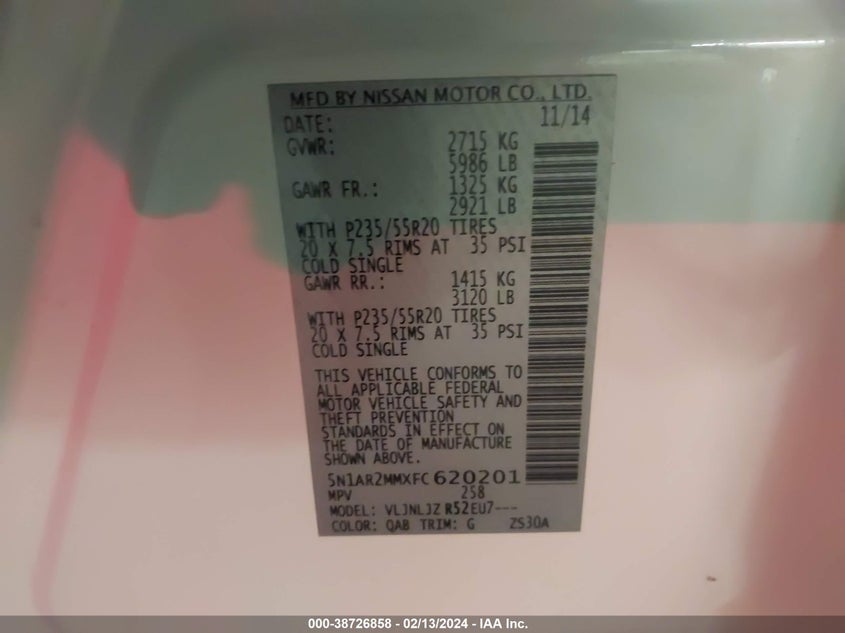 MFD BY NISSAN MOTOR CO., LTD.
DATE: 11/14
GVWR: 2715 KG
5986 LB
GAWR FR.: 1325 KG
2921 LB
WITH P235/55R20 TIRES
20 X 7.5 RIMS AT 35 PSI
COLD SINGLE
GAWR RR.: 1415 KG
3120 LB
WITH P235/55R20 TIRES
20 X 7.5 RIMS AT 35 PSI
COLD SINGLE
THIS VEHICLE CONFORMS TO
ALL APPLICABLE FEDERAL
MOTOR VEHICLE SAFETY AND
THEFT PREVENTION
STANDARDS IN EFFECT ON
THE DATE OF MANUFACTURE
SHOWN ABOVE.
5N1AR2MMXFC620201
MPV 258
MODEL: VLJNLJZ R52EU7---
COLOR: QAB TRIM: G ZS30A
000-38726858 - 02/13/2024 - IAA Inc.